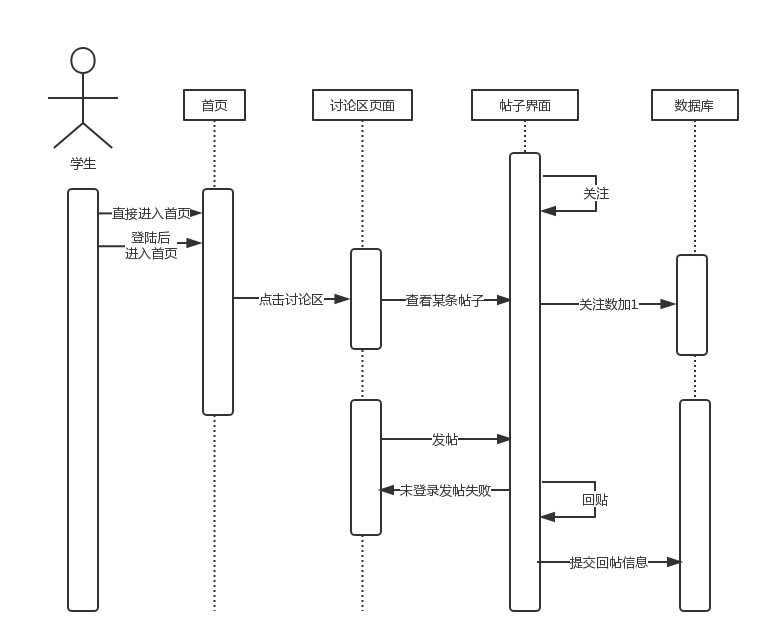 首页
讨论区页面
帖子界面
数据库
学生
关注
直接进入首页
登陆后
进入首页
点击讨论区
查看某条帖子
关注数加1
发帖
未登录发帖失败
回贴
提交回帖信息